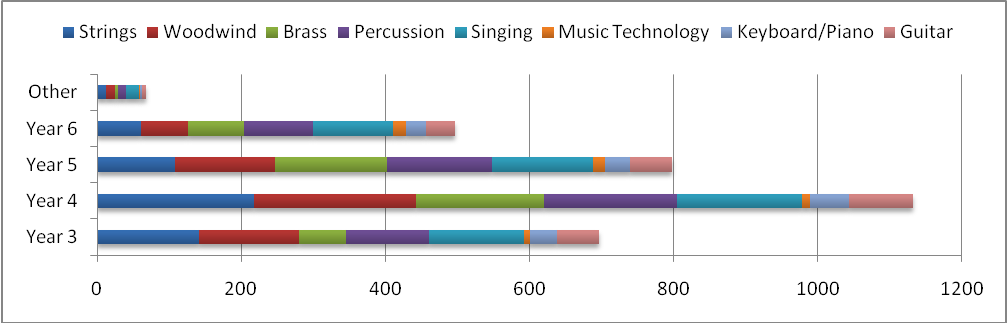 Strings Woodwind Brass Percussion Singing Music Technology Keyboard/Piano Guitar
Other
Year 6
Year 5
Year 4
Year 3
0 200 400 600 800 1000 1200